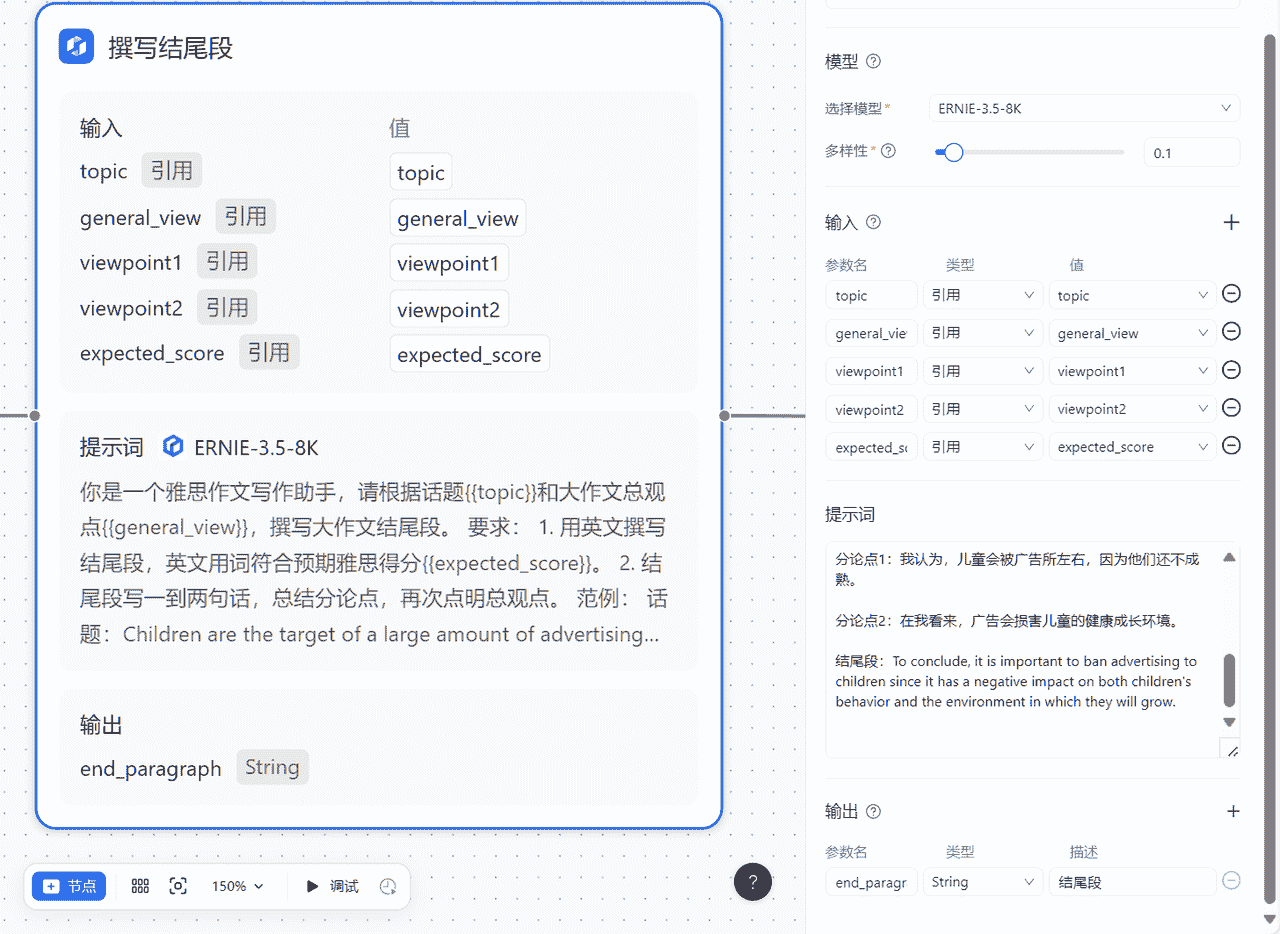 撰写结尾段
输入 值
topic 引用 topic
general_view 引用 general_view
viewpoint1 引用 viewpoint1
viewpoint2 引用 viewpoint2
expected_score 引用 expected_score
提示词 ERNIE-3.5-8K
你是一个雅思作文写作助手，请根据话题{{topic}}和大作文总观
点{{general_view}}，撰写大作文结尾段。 要求： 1. 用英文撰写
结尾段，英文用词符合预期雅思得分{{expected_score}}。 2. 结
尾段写一到两句话，总结分论点，再次点明总观点。 范例： 话
题：Children are the target of a large amount of advertising...
输出
end_paragraph String
节点 150% 调试
?
模型 ?
选择模型* ERNIE-3.5-8K
多样性* ? 0.1
输入 ? +
参数名 类型 值
topic 引用 topic
general_vie 引用 general_view
viewpoint1 引用 viewpoint1
viewpoint2 引用 viewpoint2
expected_sc 引用 expected_score
提示词
分论点1：我认为，儿童会被广告所左右，因为他们还不成
熟。
分论点2：在我看来，广告会损害儿童的健康成长环境。
结尾段：To conclude, it is important to ban advertising to
children since it has a negative impact on both children's
behavior and the environment in which they will grow.
输出 ? +
参数名 类型 描述
end_paragr String 结尾段